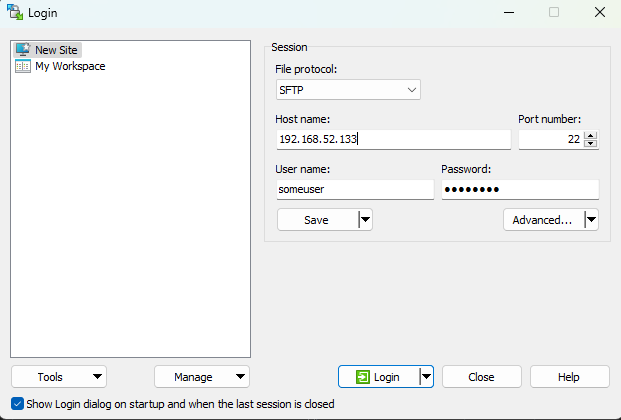 Login
New Site
My Workspace
Session
File protocol:
SFTP
Host name:
Port number:
192.168.52.133
22
User name:
Password:
someuser
••••••••
Save
Advanced...
Tools
Manage
Login
Close
Help
Show Login dialog on startup and when the last session is closed